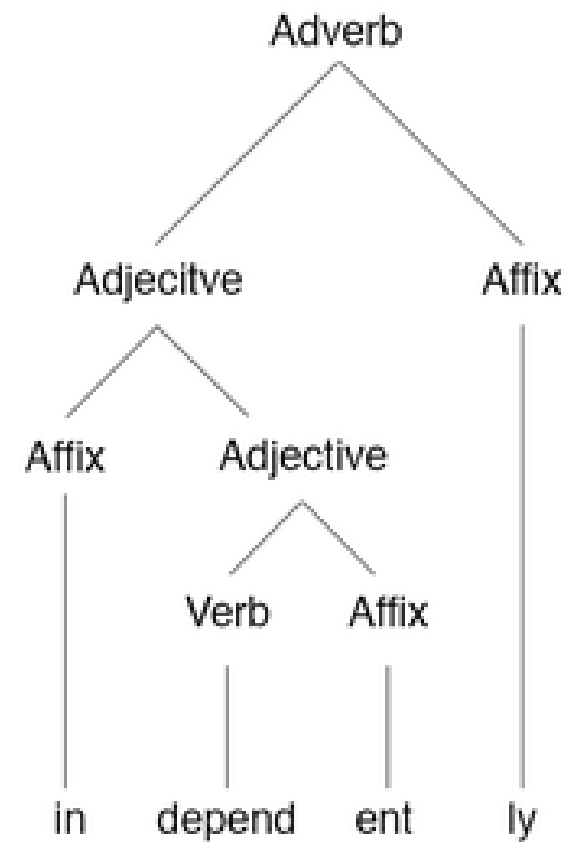 Adverb
Adjecitve Affix
Affix Adjective
Verb Affix
in depend ent ly